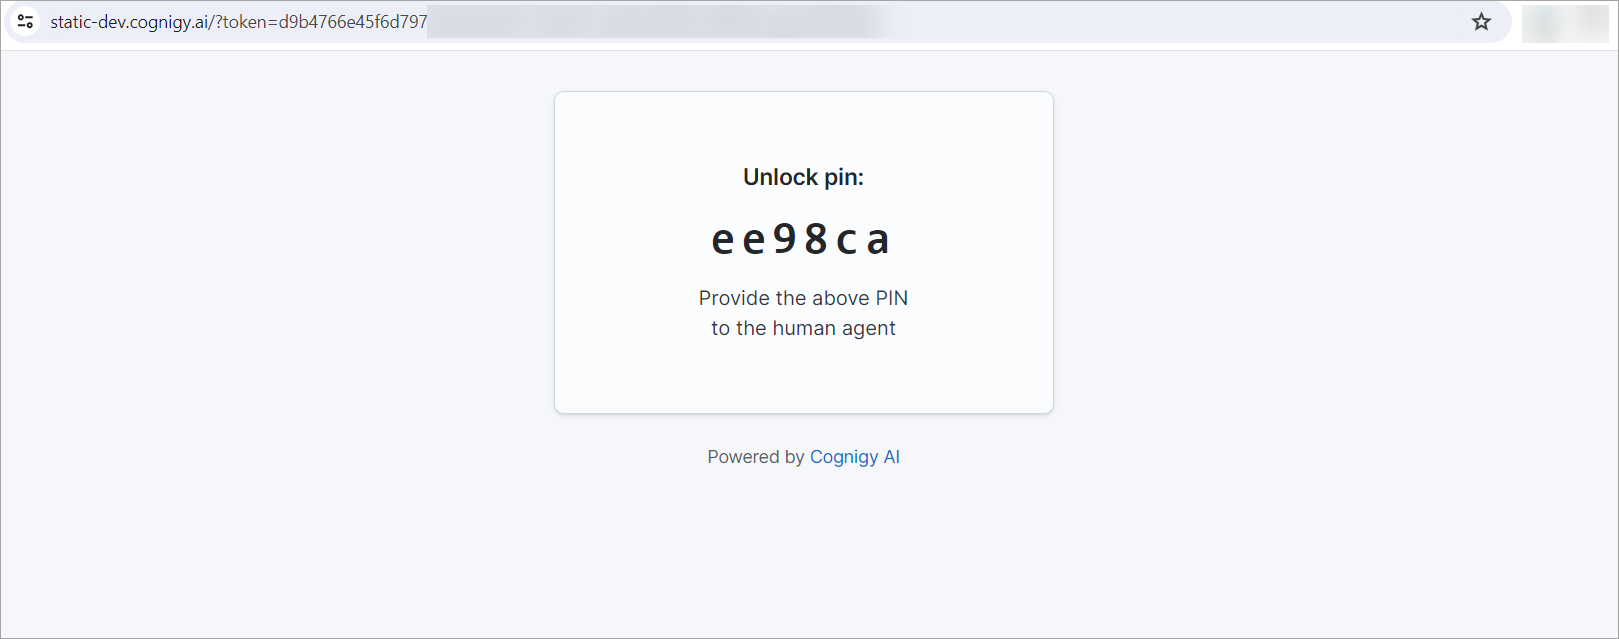 static-dev.cognigy.ai/?token=d9b4766e45f6d797
Unlock pin:
ee98ca
Provide the above PIN
to the human agent
Powered by Cognigy AI